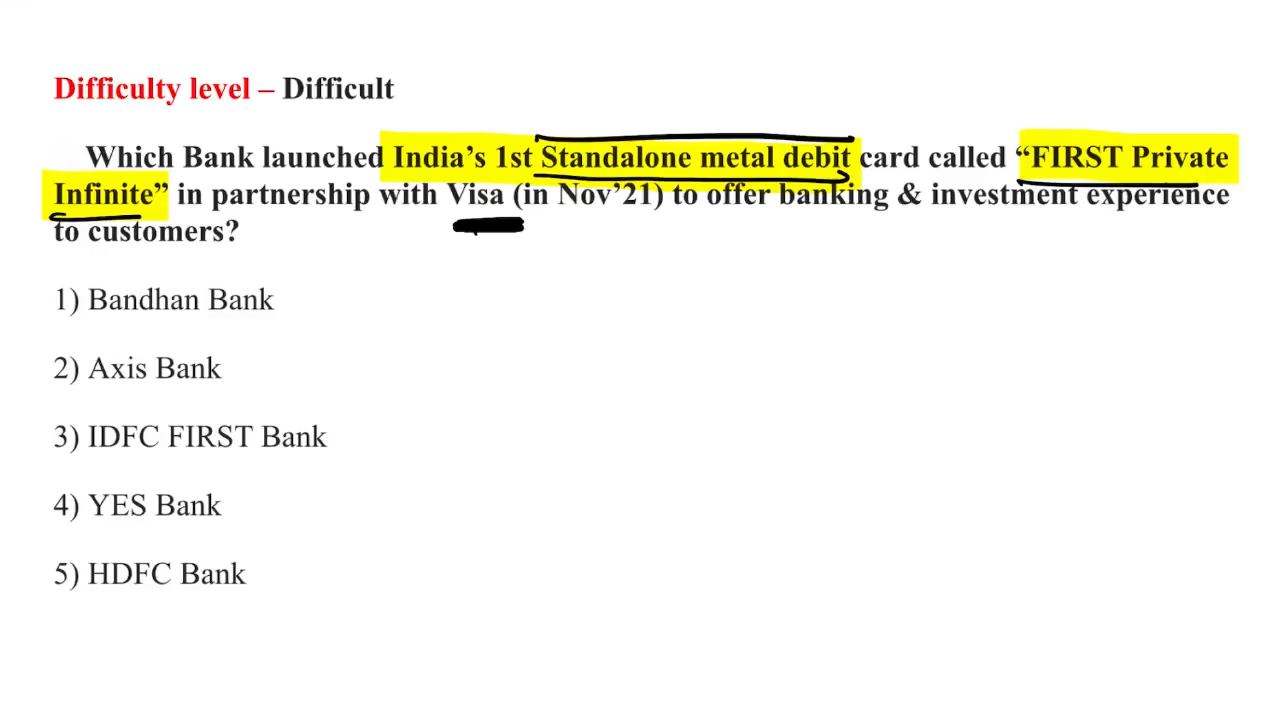 Difficulty level – Difficult
Which Bank launched India’s 1st Standalone metal debit card called “FIRST Private
Infinite” in partnership with Visa (in Nov’21) to offer banking & investment experience
to customers?
1) Bandhan Bank
2) Axis Bank
3) IDFC FIRST Bank
4) YES Bank
5) HDFC Bank